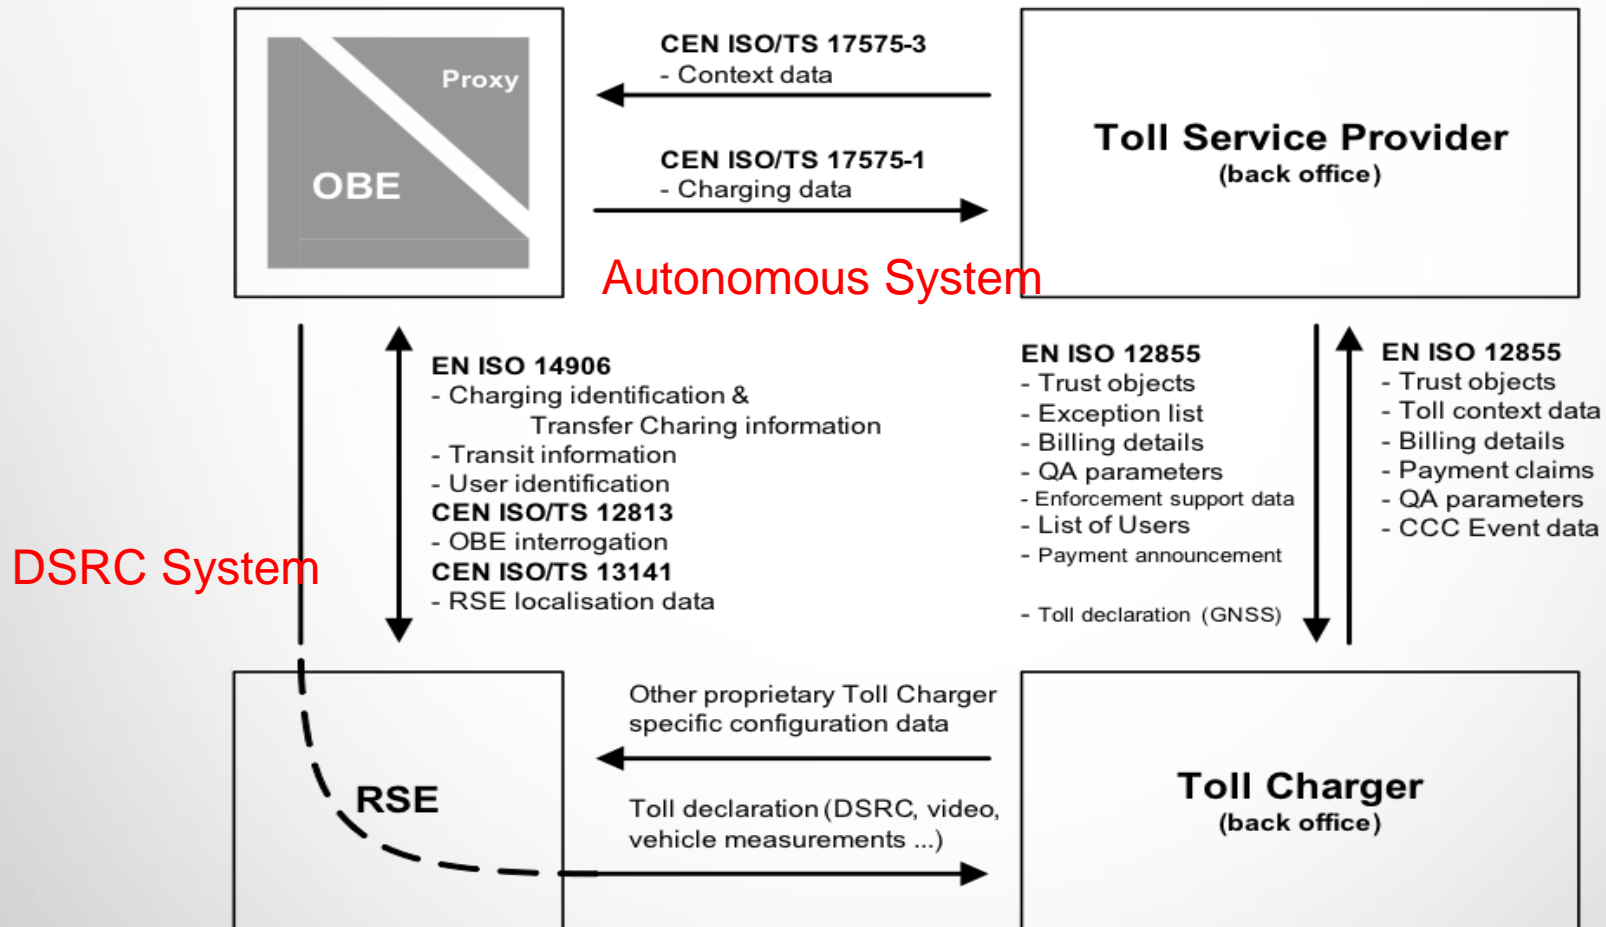 Proxy
OBE
CEN ISO/TS 17575-3
- Context data
CEN ISO/TS 17575-1
- Charging data
Toll Service Provider
(back office)
Autonomous System
EN ISO 14906
- Charging identification &
Transfer Charing information
- Transit information
- User identification
CEN ISO/TS 12813
- OBE interrogation
CEN ISO/TS 13141
- RSE localisation data
DSRC System
EN ISO 12855
- Trust objects
- Exception list
- Billing details
- QA parameters
- Enforcement support data
- List of Users
- Payment announcement
- Toll declaration (GNSS)
EN ISO 12855
- Trust objects
- Toll context data
- Billing details
- Payment claims
- QA parameters
- CCC Event data
RSE
Other proprietary Toll Charger
specific configuration data
Toll declaration (DSRC, video,
vehicle measurements ...)
Toll Charger
(back office)